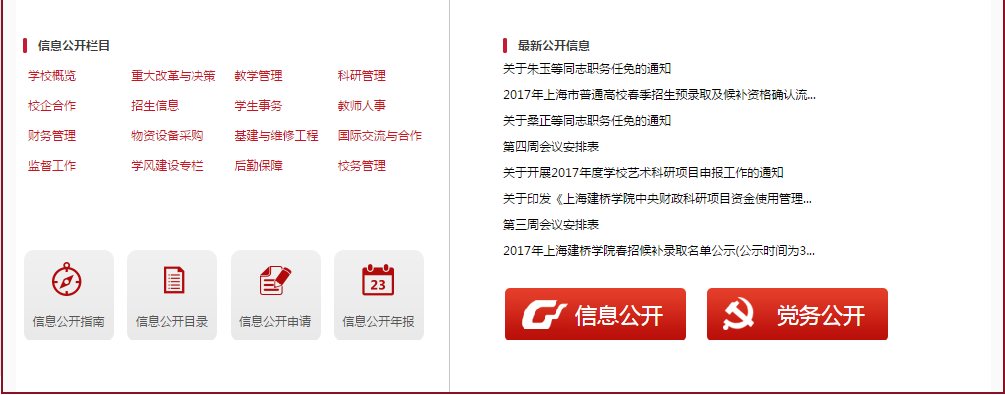 信息公开栏目
学校概览 重大改革与决策 教学管理 科研管理
校企合作 招生信息 学生事务 教师人事
财务管理 物资设备采购 基建与维修工程 国际交流与合作
监督工作 学风建设专栏 后勤保障 校务管理
23
信息公开指南 信息公开目录 信息公开申请 信息公开年报
最新公开信息
关于朱玉等同志职务任免的通知
2017年上海市普通高校春季招生预录取及候补资格确认流...
关于桑正等同志职务任免的通知
第四周会议安排表
关于开展2017年度学校艺术科研项目申报工作的通知
关于印发《上海建桥学院中央财政科研项目资金使用管理...
第三周会议安排表
2017年上海建桥学院春招候补录取名单公示(公示时间为3...
信息公开 党务公开